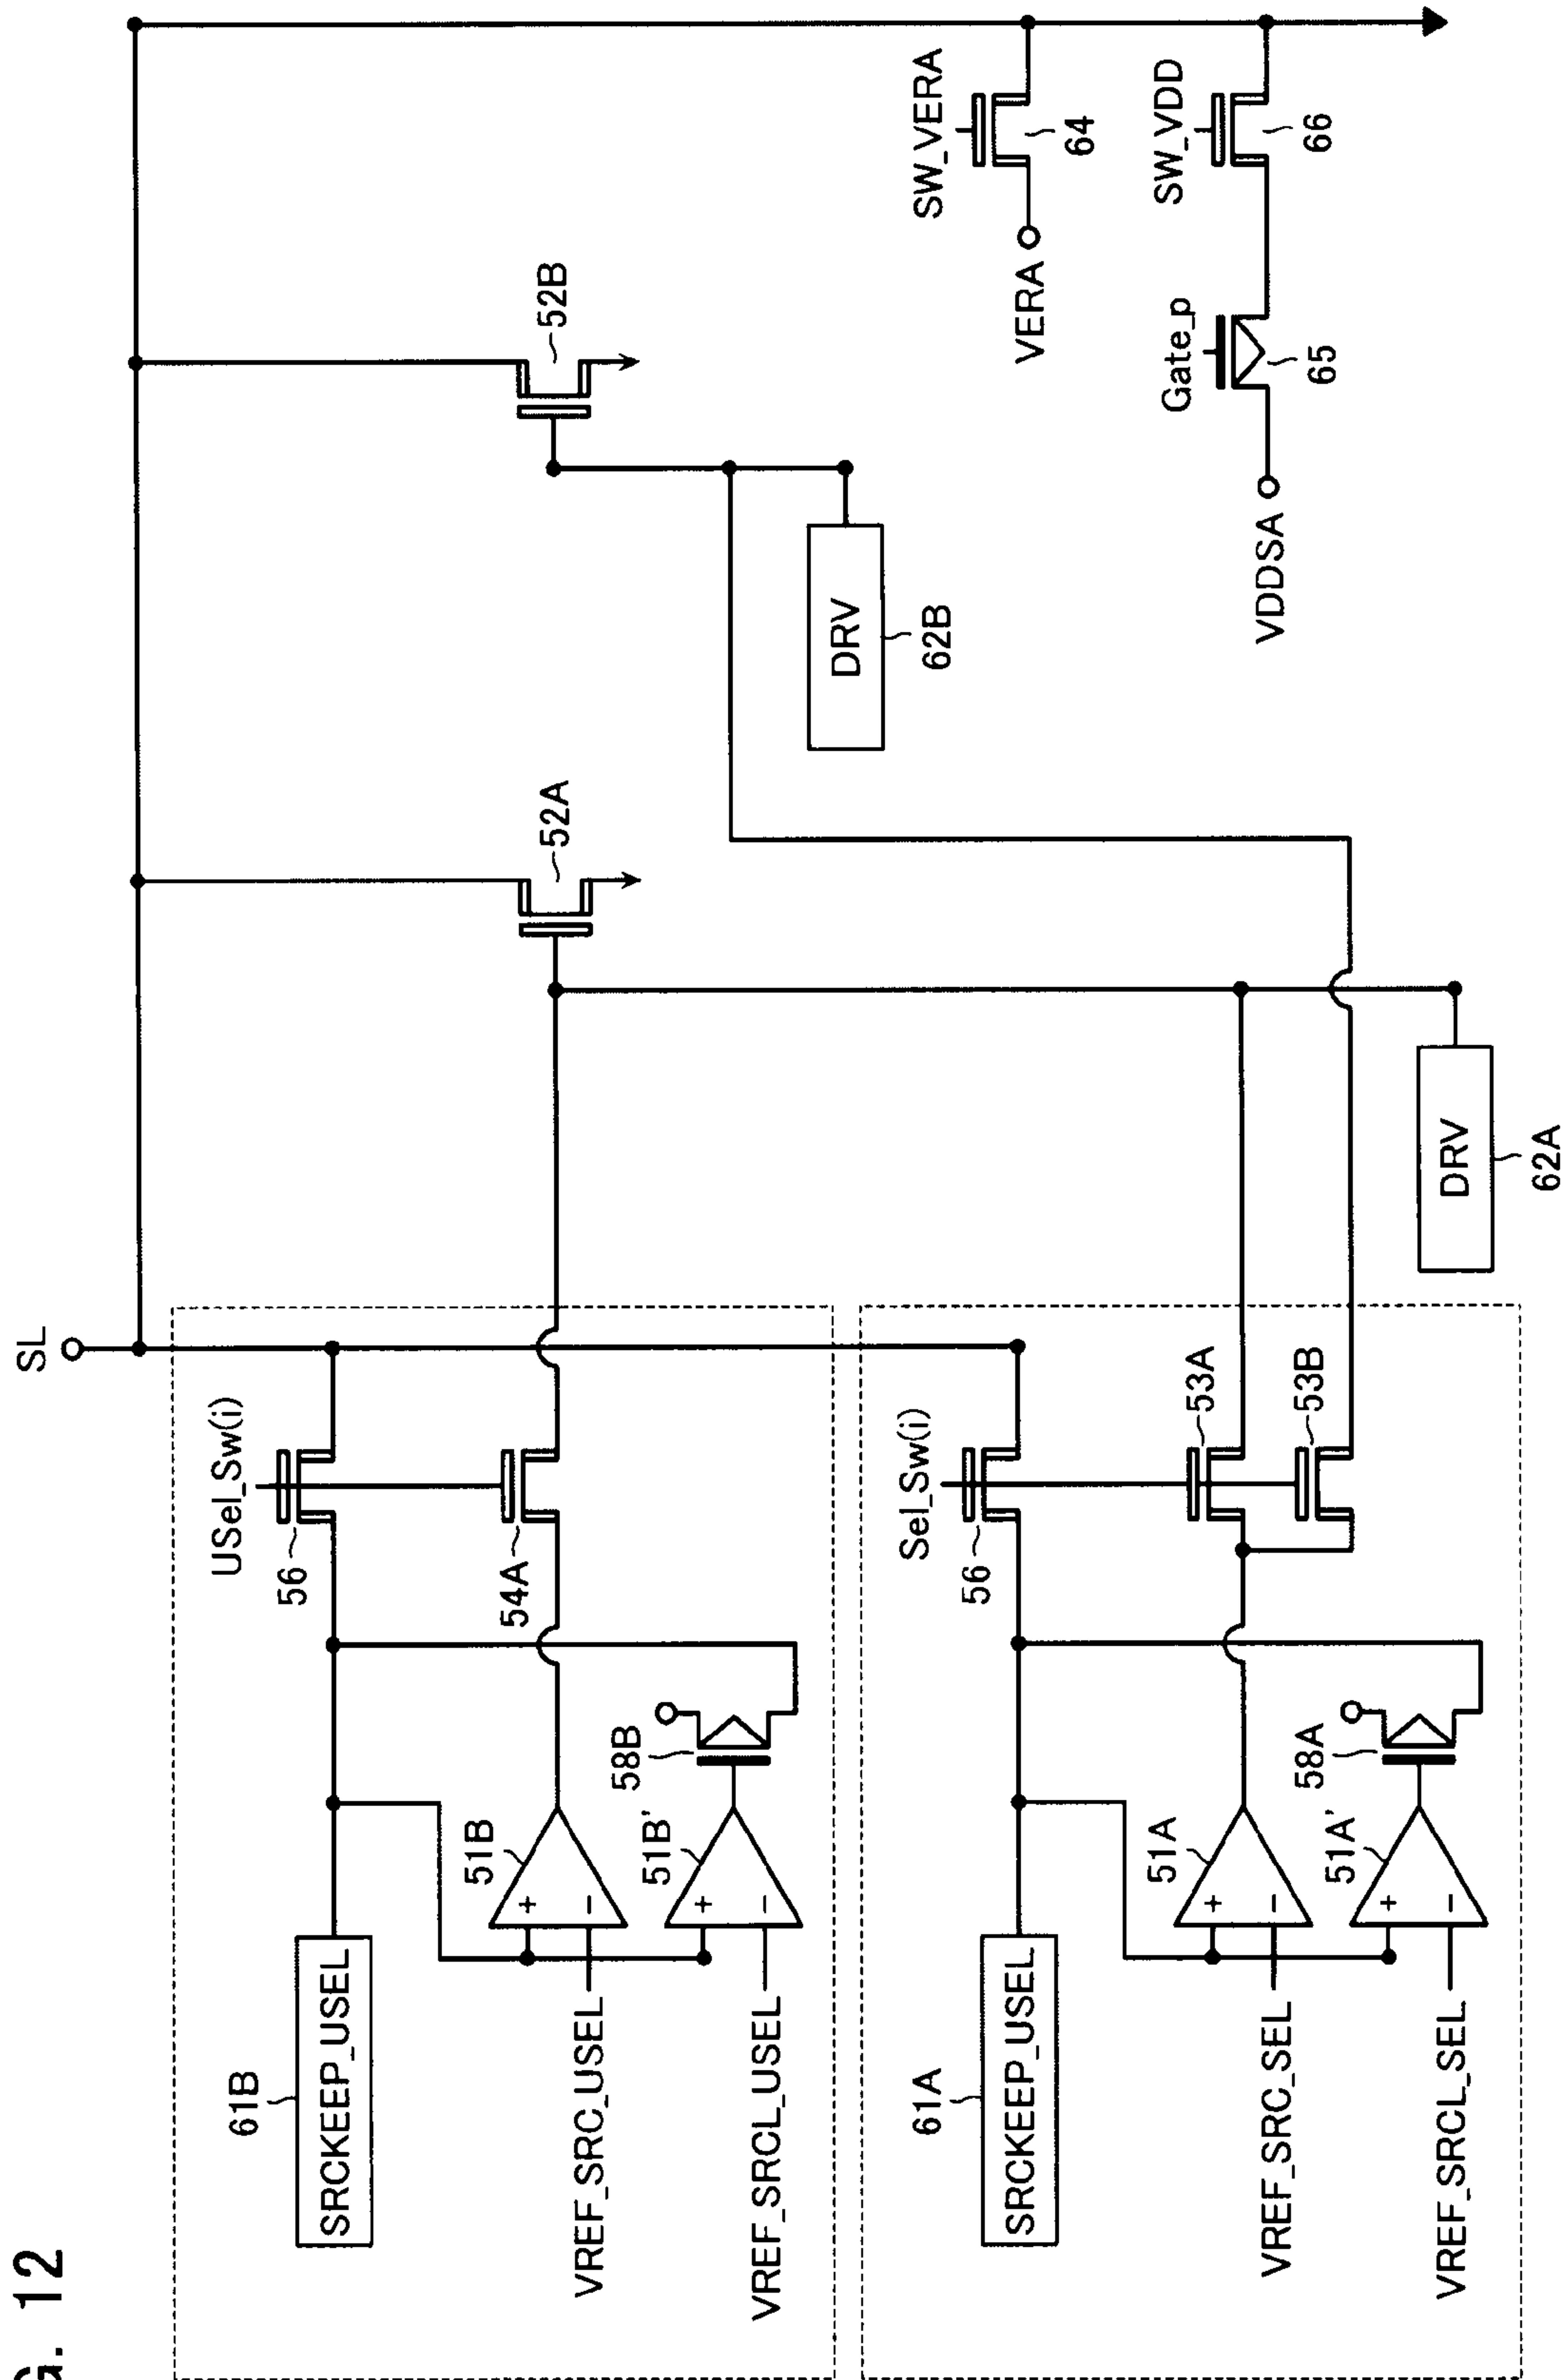 G. 12
SL
61B
SRCKEEP_USEL
USel_Sw(i)
56
54A
51B
+
−
VREF_SRC_USEL
51B'
+
−
VREF_SRCL_USEL
58B
61A
SRCKEEP_USEL
Sel_Sw(i)
56
53A
53B
51A
+
−
VREF_SRC_SEL
51A'
+
−
VREF_SRCL_SEL
58A
52A
DRV
62A
52B
DRV
62B
SW_VERA
64
VERA
SW_VDD
66
Gate_p
65
VDDSA